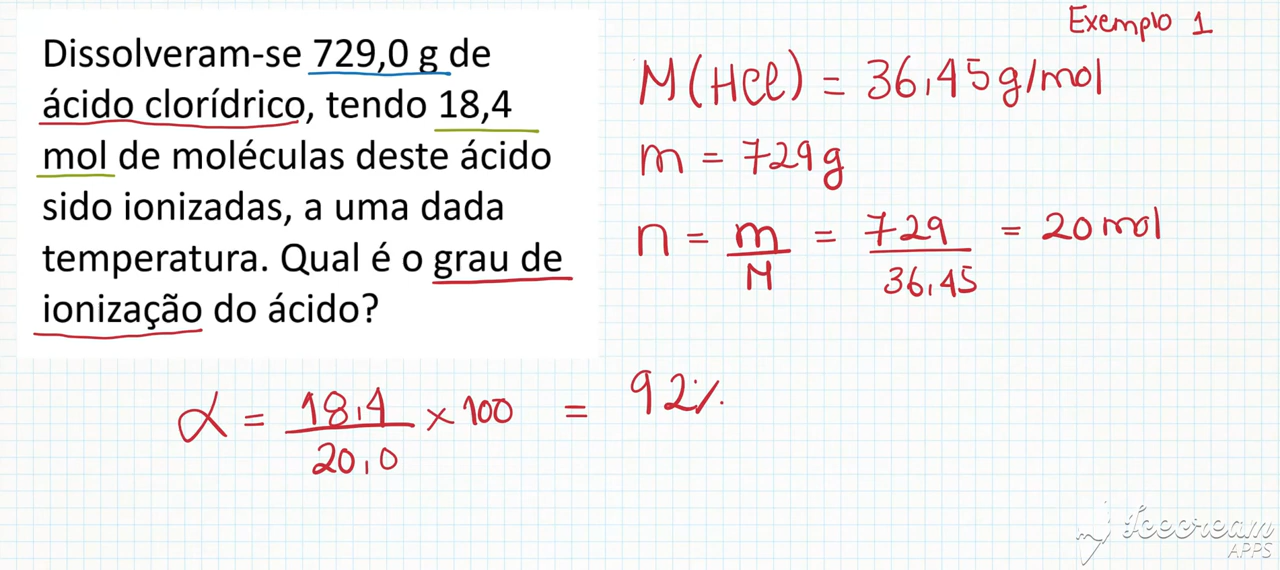 Exemplo 1
Dissolveram-se 729,0 g de
ácido clorídrico, tendo 18,4
mol de moléculas deste ácido
sido ionizadas, a uma dada
temperatura. Qual é o grau de
ionização do ácido?
M(HCl) = 36,45 g/mol
m = 729 g
n = m/M = 729/36,45 = 20 mol
α = 18,4/20,0 × 100 = 92%
Icecream
APPS